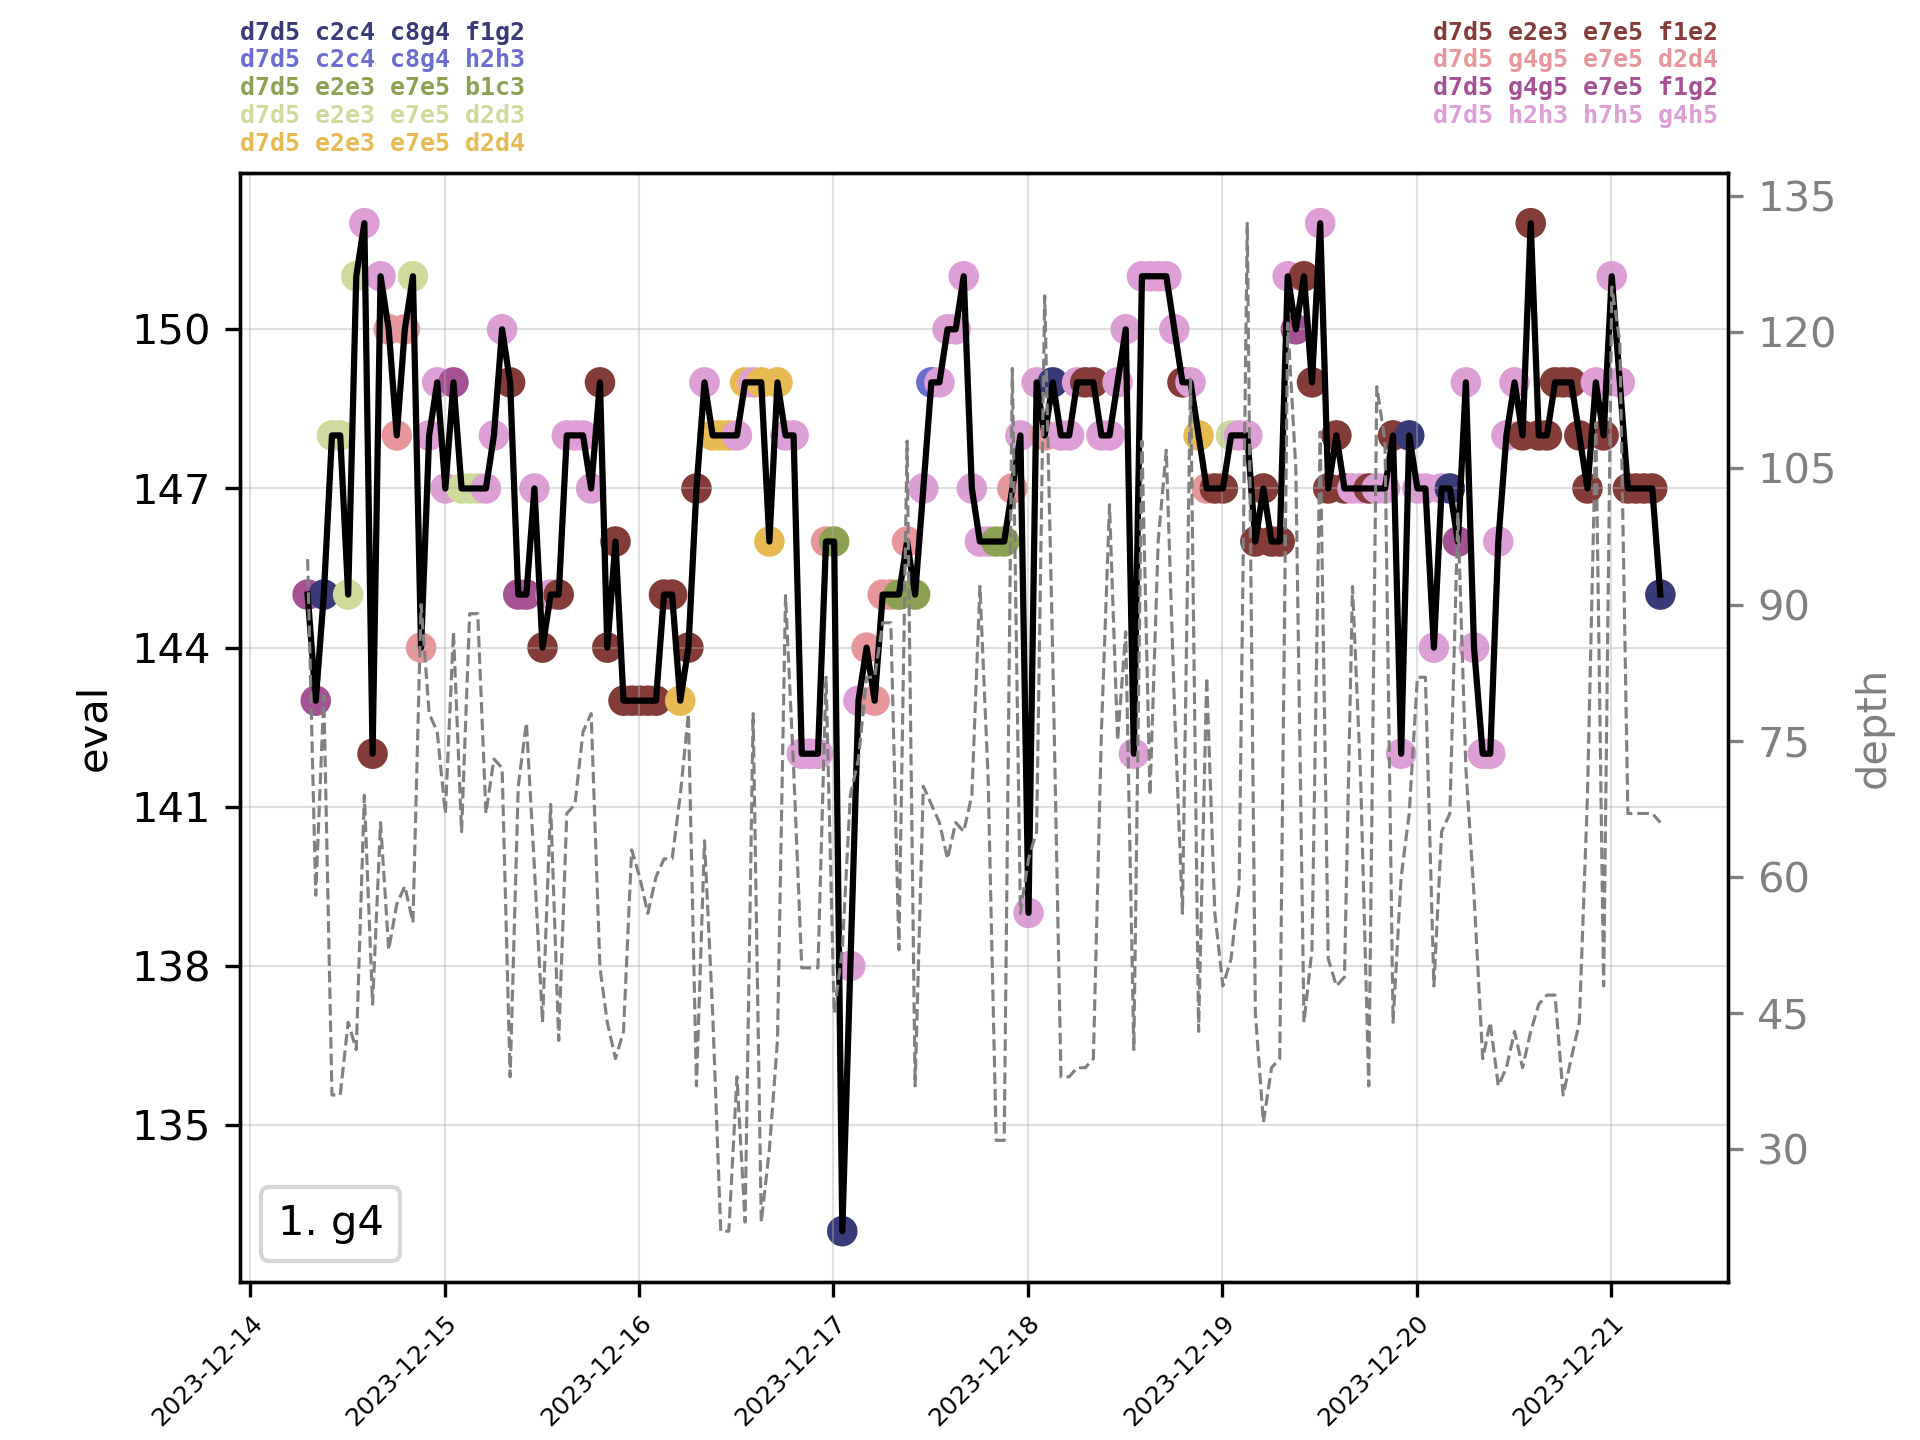 d7d5 c2c4 c8g4 f1g2
d7d5 c2c4 c8g4 h2h3
d7d5 e2e3 e7e5 b1c3
d7d5 e2e3 e7e5 d2d3
d7d5 e2e3 e7e5 d2d4
d7d5 e2e3 e7e5 f1e2
d7d5 g4g5 e7e5 d2d4
d7d5 g4g5 e7e5 f1g2
d7d5 h2h3 h7h5 g4h5
150
147
144
141
138
135
eval
135
120
105
90
75
60
45
30
depth
1. g4
2023-12-14
2023-12-15
2023-12-16
2023-12-17
2023-12-18
2023-12-19
2023-12-20
2023-12-21